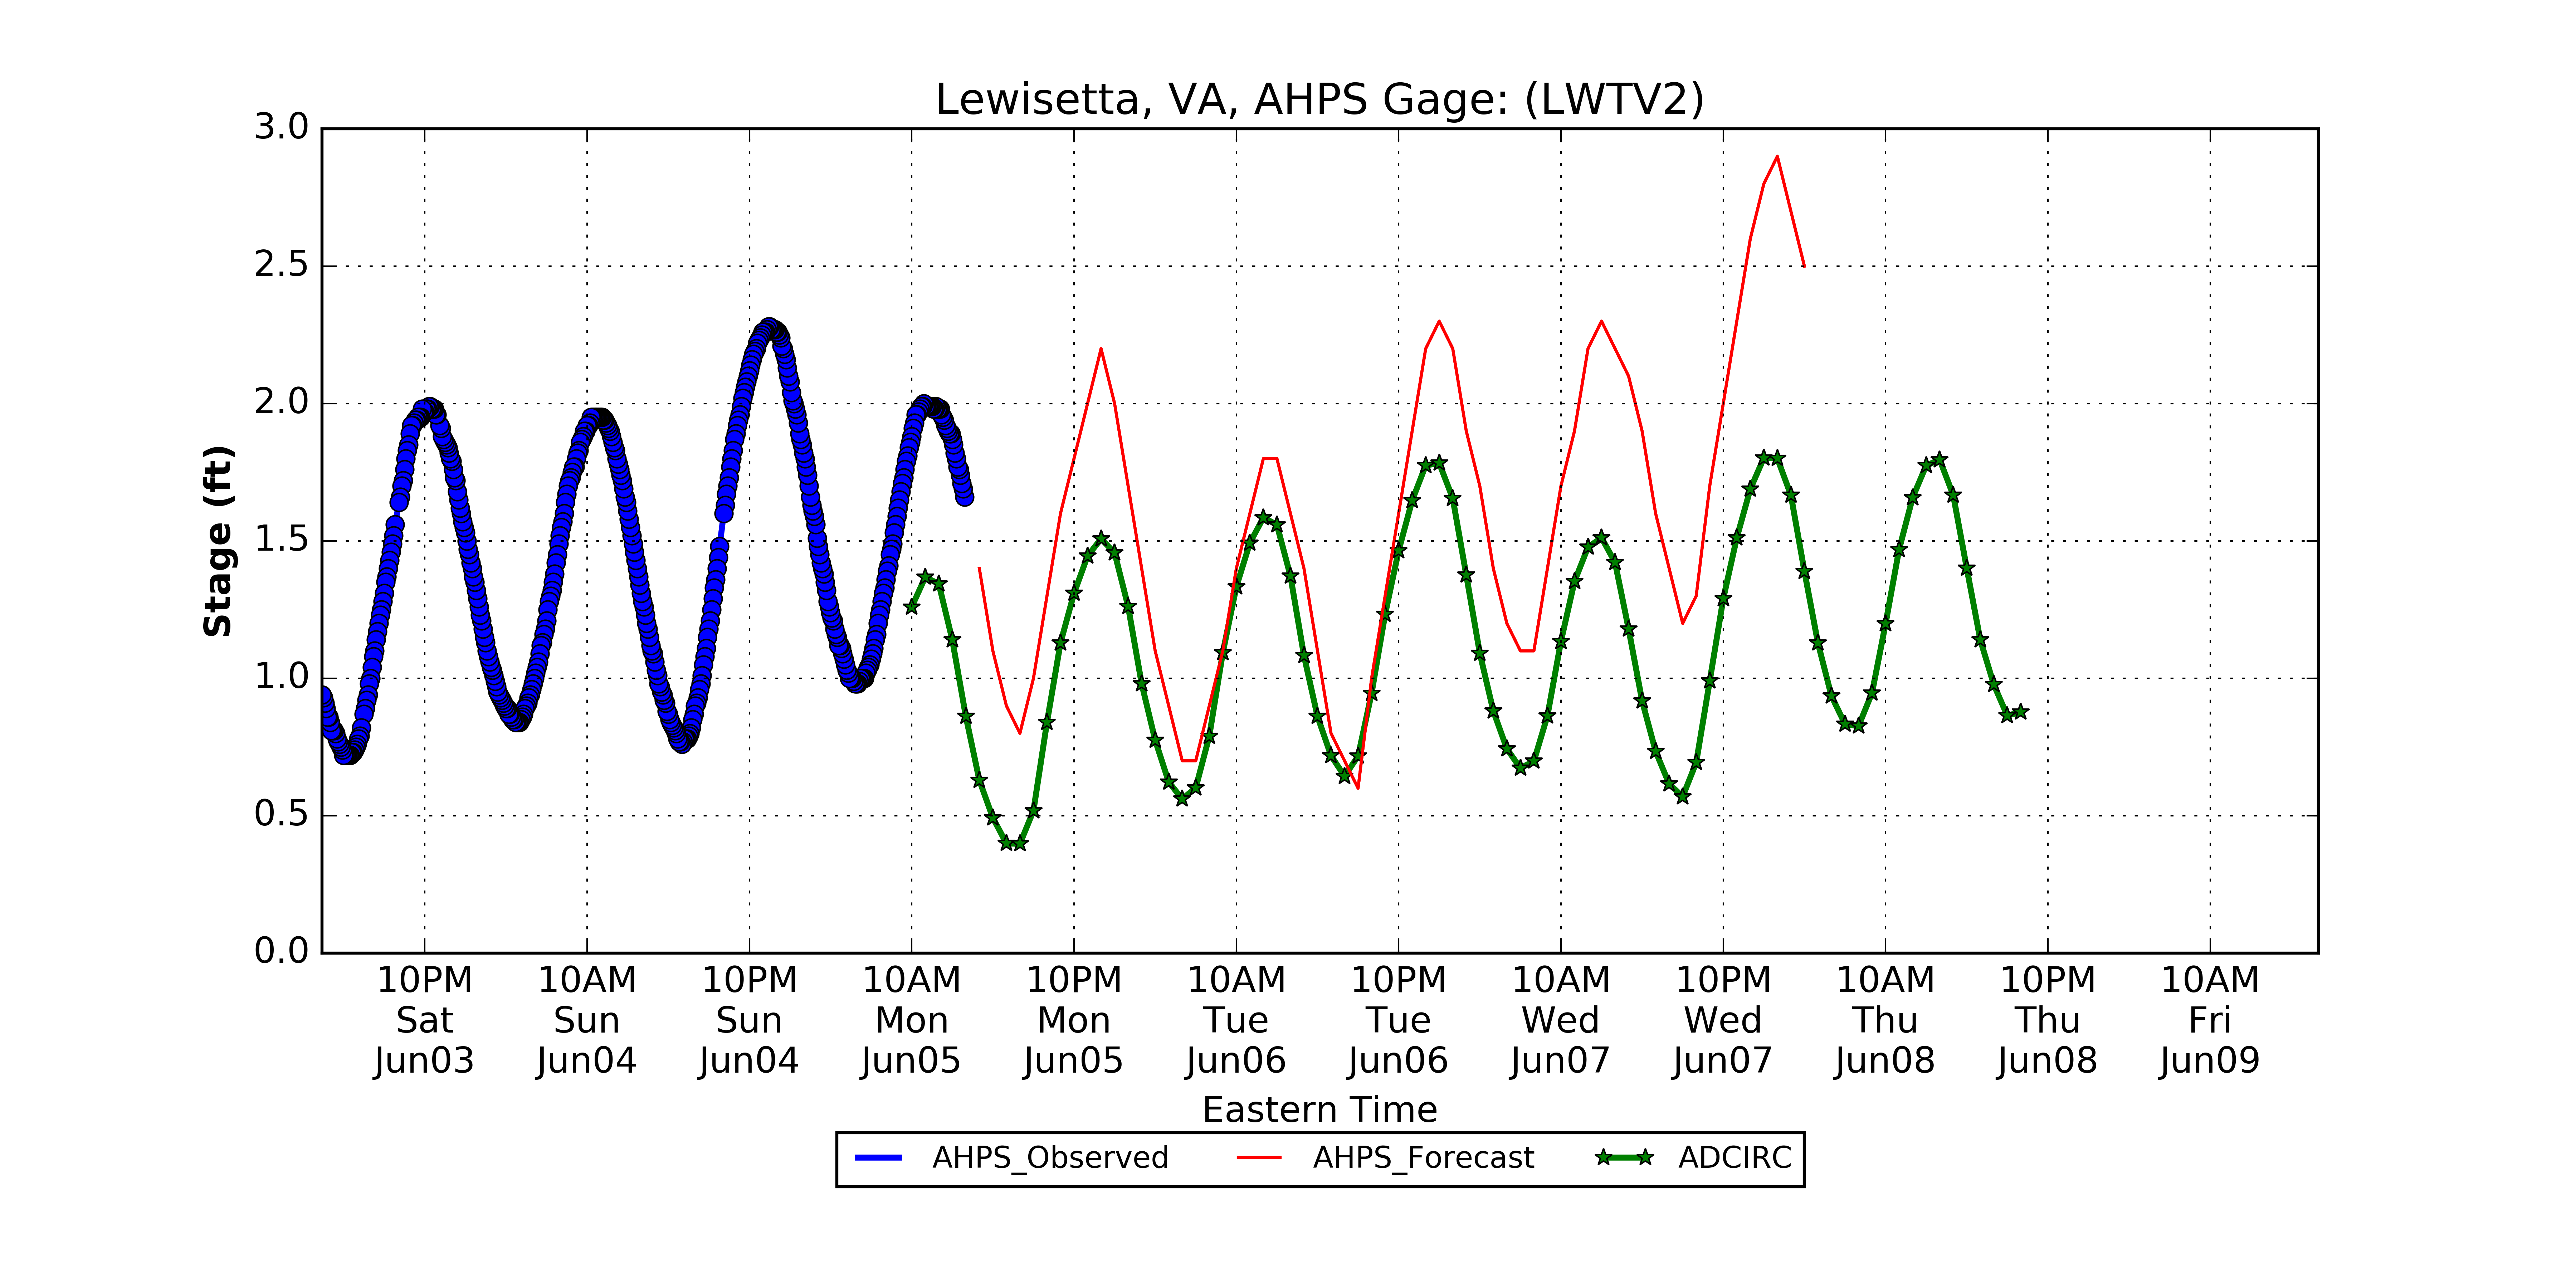 Lewisetta, VA, AHPS Gage: (LWTV2)
3.0
2.5
2.0
1.5
1.0
0.5
0.0
Stage (ft)
10PM 10AM 10PM 10AM 10PM 10AM 10PM 10AM 10PM 10AM 10PM 10AM
Sat Sun Sun Mon Mon Tue Tue Wed Wed Thu Thu Fri
Jun03 Jun04 Jun04 Jun05 Jun05 Jun06 Jun06 Jun07 Jun07 Jun08 Jun08 Jun09
Eastern Time
AHPS_Observed AHPS_Forecast ADCIRC